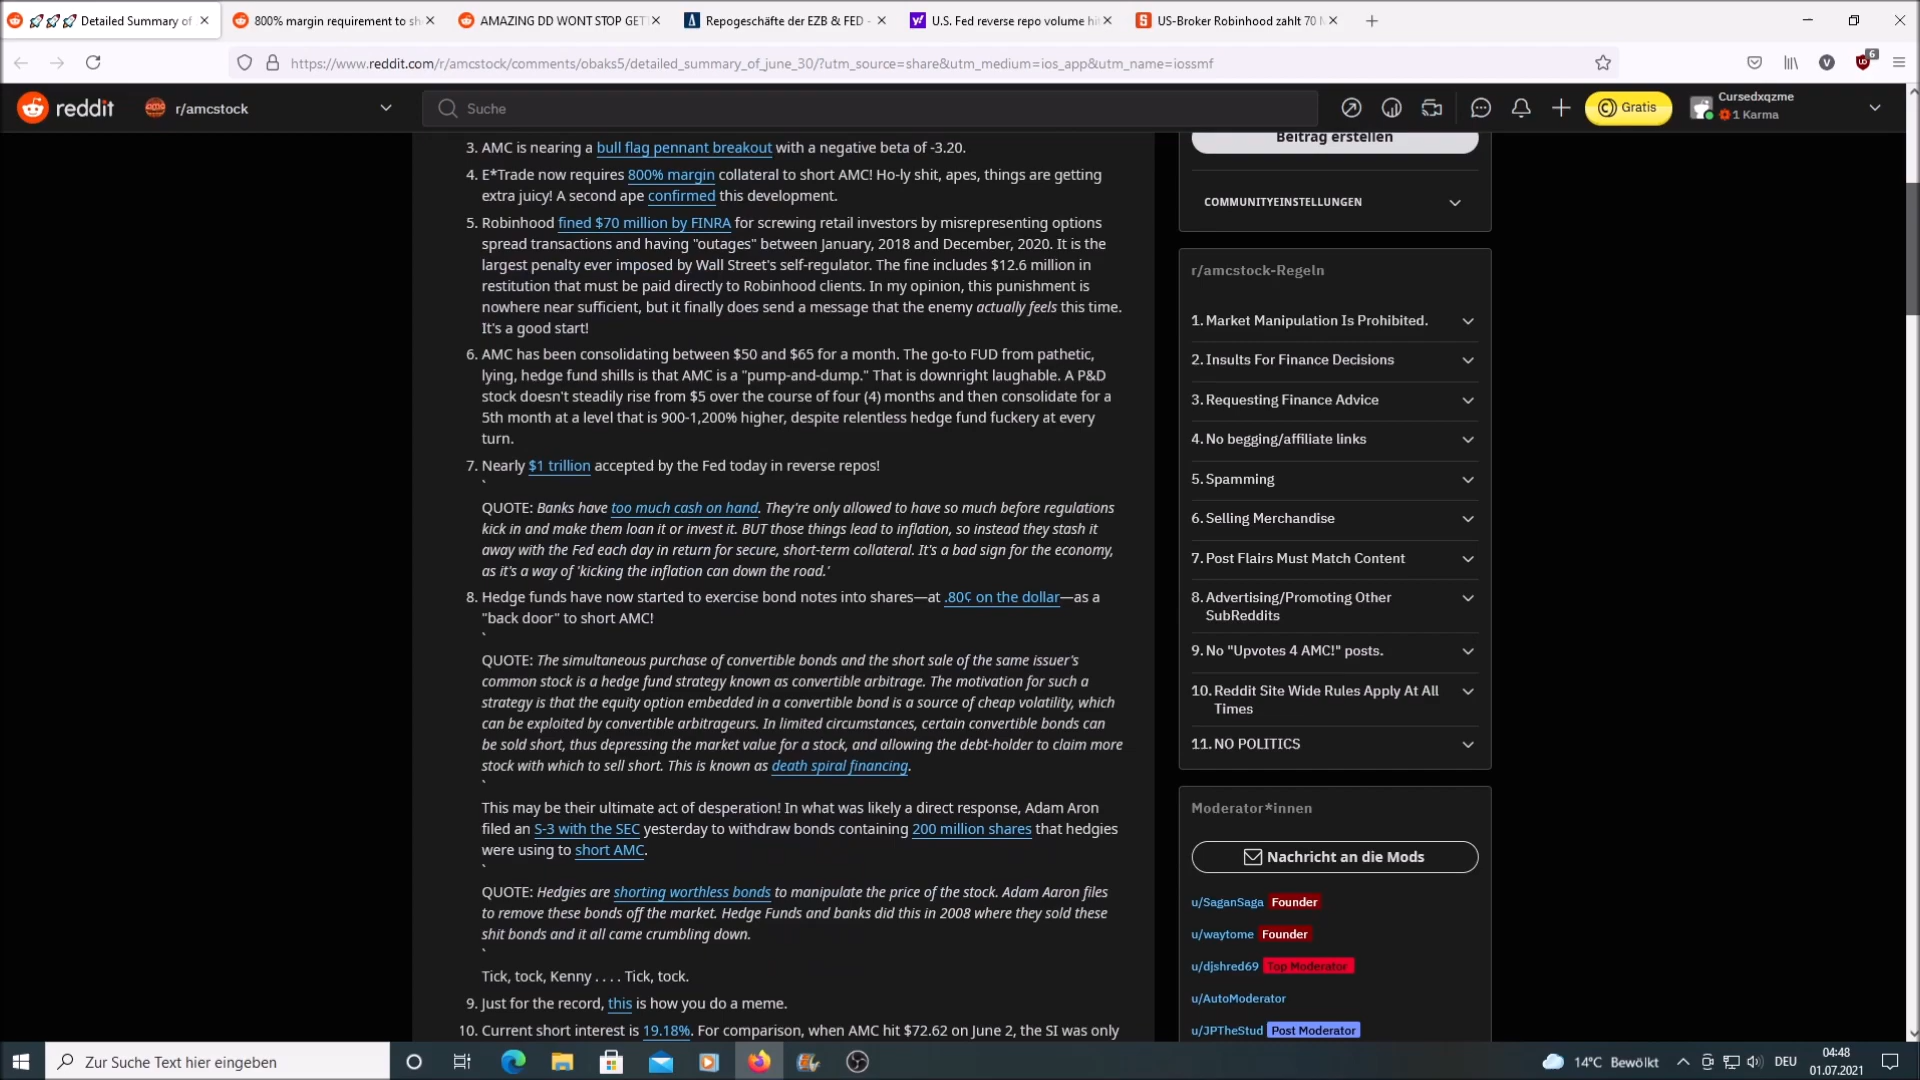 Detailed Summary of
800% margin requirement to sh
AMAZING DD WONT STOP GET
Repogeschäfte der EZB & FED -
U.S. Fed reverse repo volume hi
US-Broker Robinhood zahlt 70 M
https://www.reddit.com/r/amcstock/comments/obaks5/detailed_summary_of_june_30/?utm_source=share&utm_medium=ios_app&utm_name=iossmf
6
reddit
r/amcstock
Suche
Gratis
Cursedxqzme
1 Karma
3. AMC is nearing a bull flag pennant breakout with a negative beta of -3.20.
4. E*Trade now requires 800% margin collateral to short AMC! Ho-ly shit, apes, things are getting
extra juicy! A second ape confirmed this development.
5. Robinhood fined $70 million by FINRA for screwing retail investors by misrepresenting options
spread transactions and having "outages" between January, 2018 and December, 2020. It is the
largest penalty ever imposed by Wall Street's self-regulator. The fine includes $12.6 million in
restitution that must be paid directly to Robinhood clients. In my opinion, this punishment is
nowhere near sufficient, but it finally does send a message that the enemy actually feels this time.
It's a good start!
6. AMC has been consolidating between $50 and $65 for a month. The go-to FUD from pathetic,
lying, hedge fund shills is that AMC is a "pump-and-dump." That is downright laughable. A P&D
stock doesn't steadily rise from $5 over the course of four (4) months and then consolidate for a
5th month at a level that is 900-1,200% higher, despite relentless hedge fund fuckery at every
turn.
7. Nearly $1 trillion accepted by the Fed today in reverse repos!
`
QUOTE: Banks have too much cash on hand. They're only allowed to have so much before regulations
kick in and make them loan it or invest it. BUT those things lead to inflation, so instead they stash it
away with the Fed each day in return for secure, short-term collateral. It's a bad sign for the economy,
as it's a way of 'kicking the inflation can down the road.'
8. Hedge funds have now started to exercise bond notes into shares—at .80¢ on the dollar—as a
"back door" to short AMC!
`
QUOTE: The simultaneous purchase of convertible bonds and the short sale of the same issuer's
common stock is a hedge fund strategy known as convertible arbitrage. The motivation for such a
strategy is that the equity option embedded in a convertible bond is a source of cheap volatility, which
can be exploited by convertible arbitrageurs. In limited circumstances, certain convertible bonds can
be sold short, thus depressing the market value for a stock, and allowing the debt-holder to claim more
stock with which to sell short. This is known as death spiral financing.
`
This may be their ultimate act of desperation! In what was likely a direct response, Adam Aron
filed an S-3 with the SEC yesterday to withdraw bonds containing 200 million shares that hedgies
were using to short AMC.
`
QUOTE: Hedgies are shorting worthless bonds to manipulate the price of the stock. Adam Aaron files
to remove these bonds off the market. Hedge Funds and banks did this in 2008 where they sold these
shit bonds and it all came crumbling down.
`
Tick, tock, Kenny . . . . Tick, tock.
9. Just for the record, this is how you do a meme.
10. Current short interest is 19.18%. For comparison, when AMC hit $72.62 on June 2, the SI was only
Beitrag erstellen
COMMUNITYEINSTELLUNGEN
r/amcstock-Regeln
1. Market Manipulation Is Prohibited.
2. Insults For Finance Decisions
3. Requesting Finance Advice
4. No begging/affiliate links
5. Spamming
6. Selling Merchandise
7. Post Flairs Must Match Content
8. Advertising/Promoting Other
SubReddits
9. No "Upvotes 4 AMC!" posts.
10. Reddit Site Wide Rules Apply At All
Times
11. NO POLITICS
Moderator*innen
Nachricht an die Mods
u/SaganSaga Founder
u/waytome Founder
u/djshred69 Top Moderator
u/AutoModerator
u/JPTheStud Post Moderator
Zur Suche Text hier eingeben
14°C Bewölkt
DEU
04:48
01.07.2021